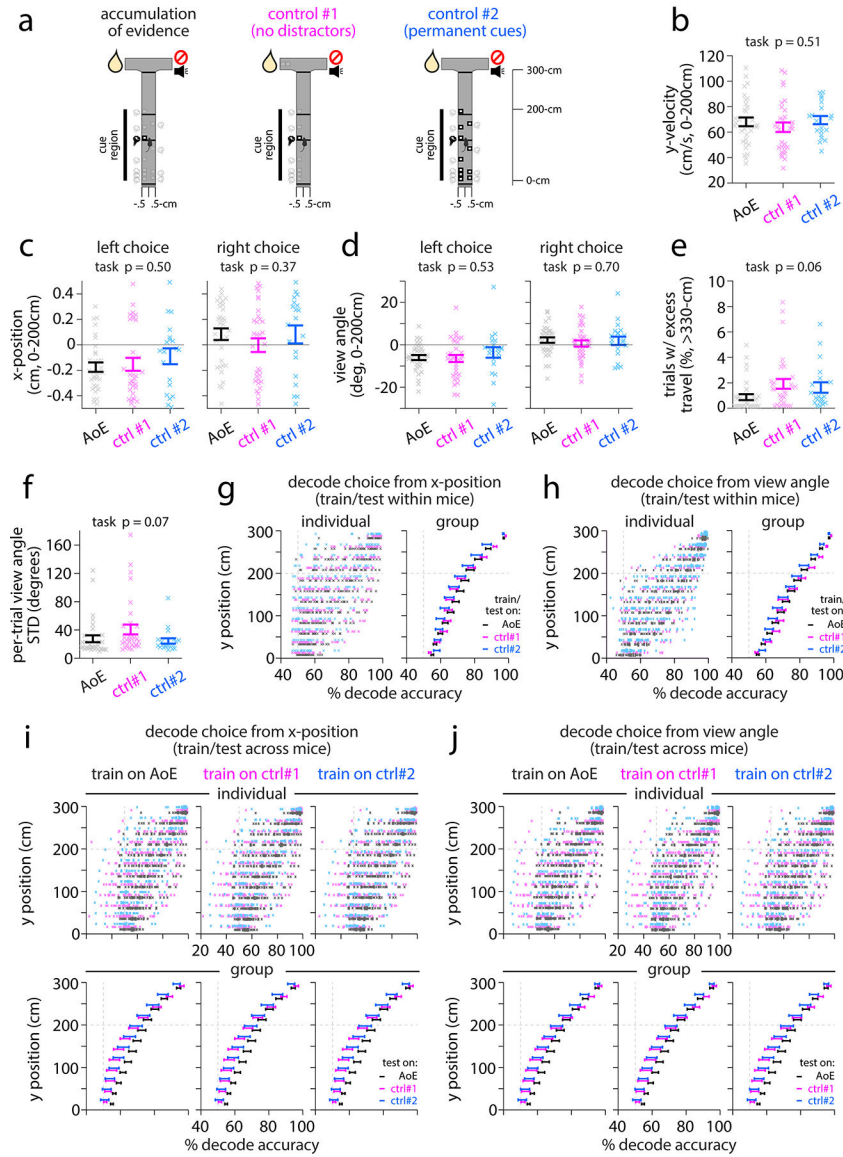 a
accumulation
of evidence
control #1
(no distractors)
control #2
(permanent cues)
300-cm
200-cm
0-cm
cue
region
cue
region
cue
region
-.5 .5-cm
-.5 .5-cm
-.5 .5-cm
b
task p = 0.51
y-velocity
(cm/s, 0-200cm)
120
100
80
60
40
20
AoE
ctrl #1
ctrl #2
c
left choice
right choice
task p = 0.50
task p = 0.37
x-position
(cm, 0-200cm)
0.4
0.2
0
-0.2
-0.4
AoE
ctrl #1
ctrl #2
AoE
ctrl #1
ctrl #2
d
left choice
right choice
task p = 0.53
task p = 0.70
view angle
(deg, 0-200cm)
20
0
-20
AoE
ctrl #1
ctrl #2
AoE
ctrl #1
ctrl #2
e
task p = 0.06
trials w/ excess
travel (%, >330-cm)
10
8
6
4
2
0
AoE
ctrl #1
ctrl #2
f
task p = 0.07
per-trial view angle
STD (degrees)
160
120
80
40
0
AoE
ctrl#1
ctrl#2
g
decode choice from x-position
(train/test within mice)
individual
group
y position (cm)
300
200
100
0
train/
test on:
AoE
ctrl#1
ctrl#2
40 60 80 100
40 60 80 100
% decode accuracy
h
decode choice from view angle
(train/test within mice)
individual
group
y position (cm)
300
200
100
0
train/
test on:
AoE
ctrl#1
ctrl#2
40 60 80 100
40 60 80 100
% decode accuracy
i
decode choice from x-position
(train/test across mice)
train on AoE
train on ctrl#1
train on ctrl#2
individual
y position (cm)
300
200
100
0
20 60 100
group
y position (cm)
300
200
100
0
test on:
AoE
ctrl#1
ctrl#2
40 60 80 100
% decode accuracy
j
decode choice from view angle
(train/test across mice)
train on AoE
train on ctrl#1
train on ctrl#2
individual
y position (cm)
300
200
100
0
20 60 100
group
y position (cm)
300
200
100
0
test on:
AoE
ctrl#1
ctrl#2
40 60 80 100
% decode accuracy